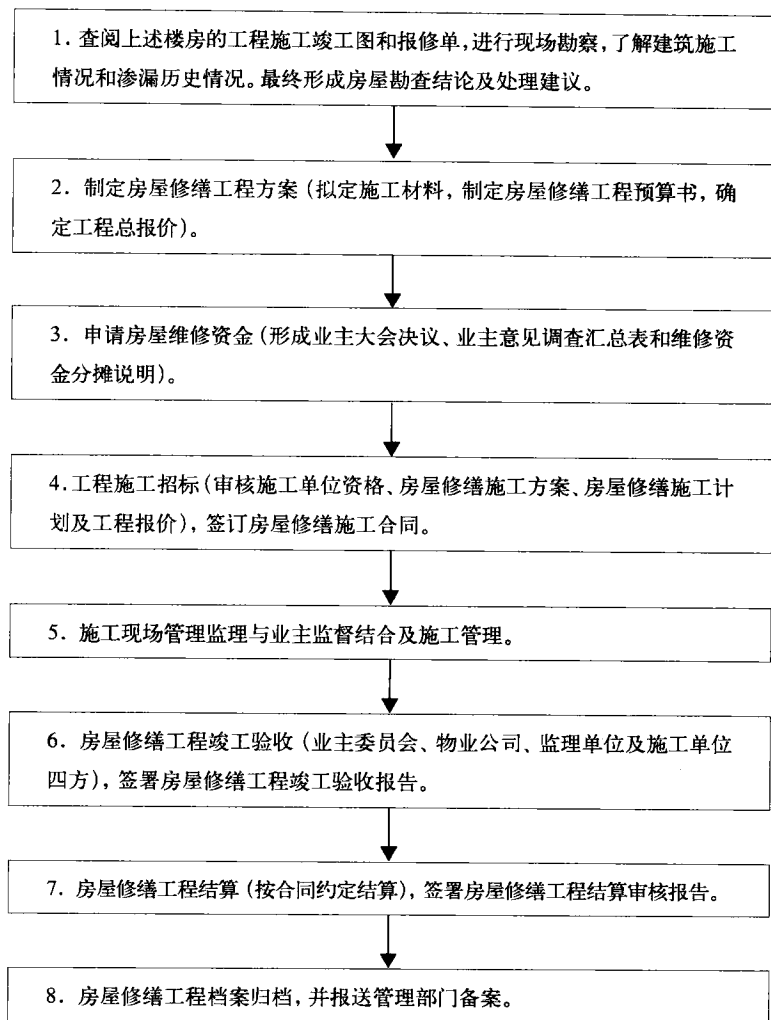 1. 查阅上述楼房的工程施工竣工图和报修单,进行现场勘察,了解建筑施工
情况和渗漏历史情况。最终形成房屋勘查结论及处理建议。
2. 制定房屋修缮工程方案(拟定施工材料,制定房屋修缮工程预算书,确
定工程总报价)。
3. 申请房屋维修资金(形成业主大会决议、业主意见调查汇总表和维修资
金分摊说明)。
4.工程施工招标(审核施工单位资格、房屋修缮施工方案、房屋修缮施工计
划及工程报价),签订房屋修缮施工合同。
5. 施工现场管理监理与业主监督结合及施工管理。
6. 房屋修缮工程竣工验收(业主委员会、物业公司、监理单位及施工单位
四方),签署房屋修缮工程竣工验收报告。
7. 房屋修缮工程结算(按合同约定结算),签署房屋修缮工程结算审核报告。
8. 房屋修缮工程档案归档,并报送管理部门备案。